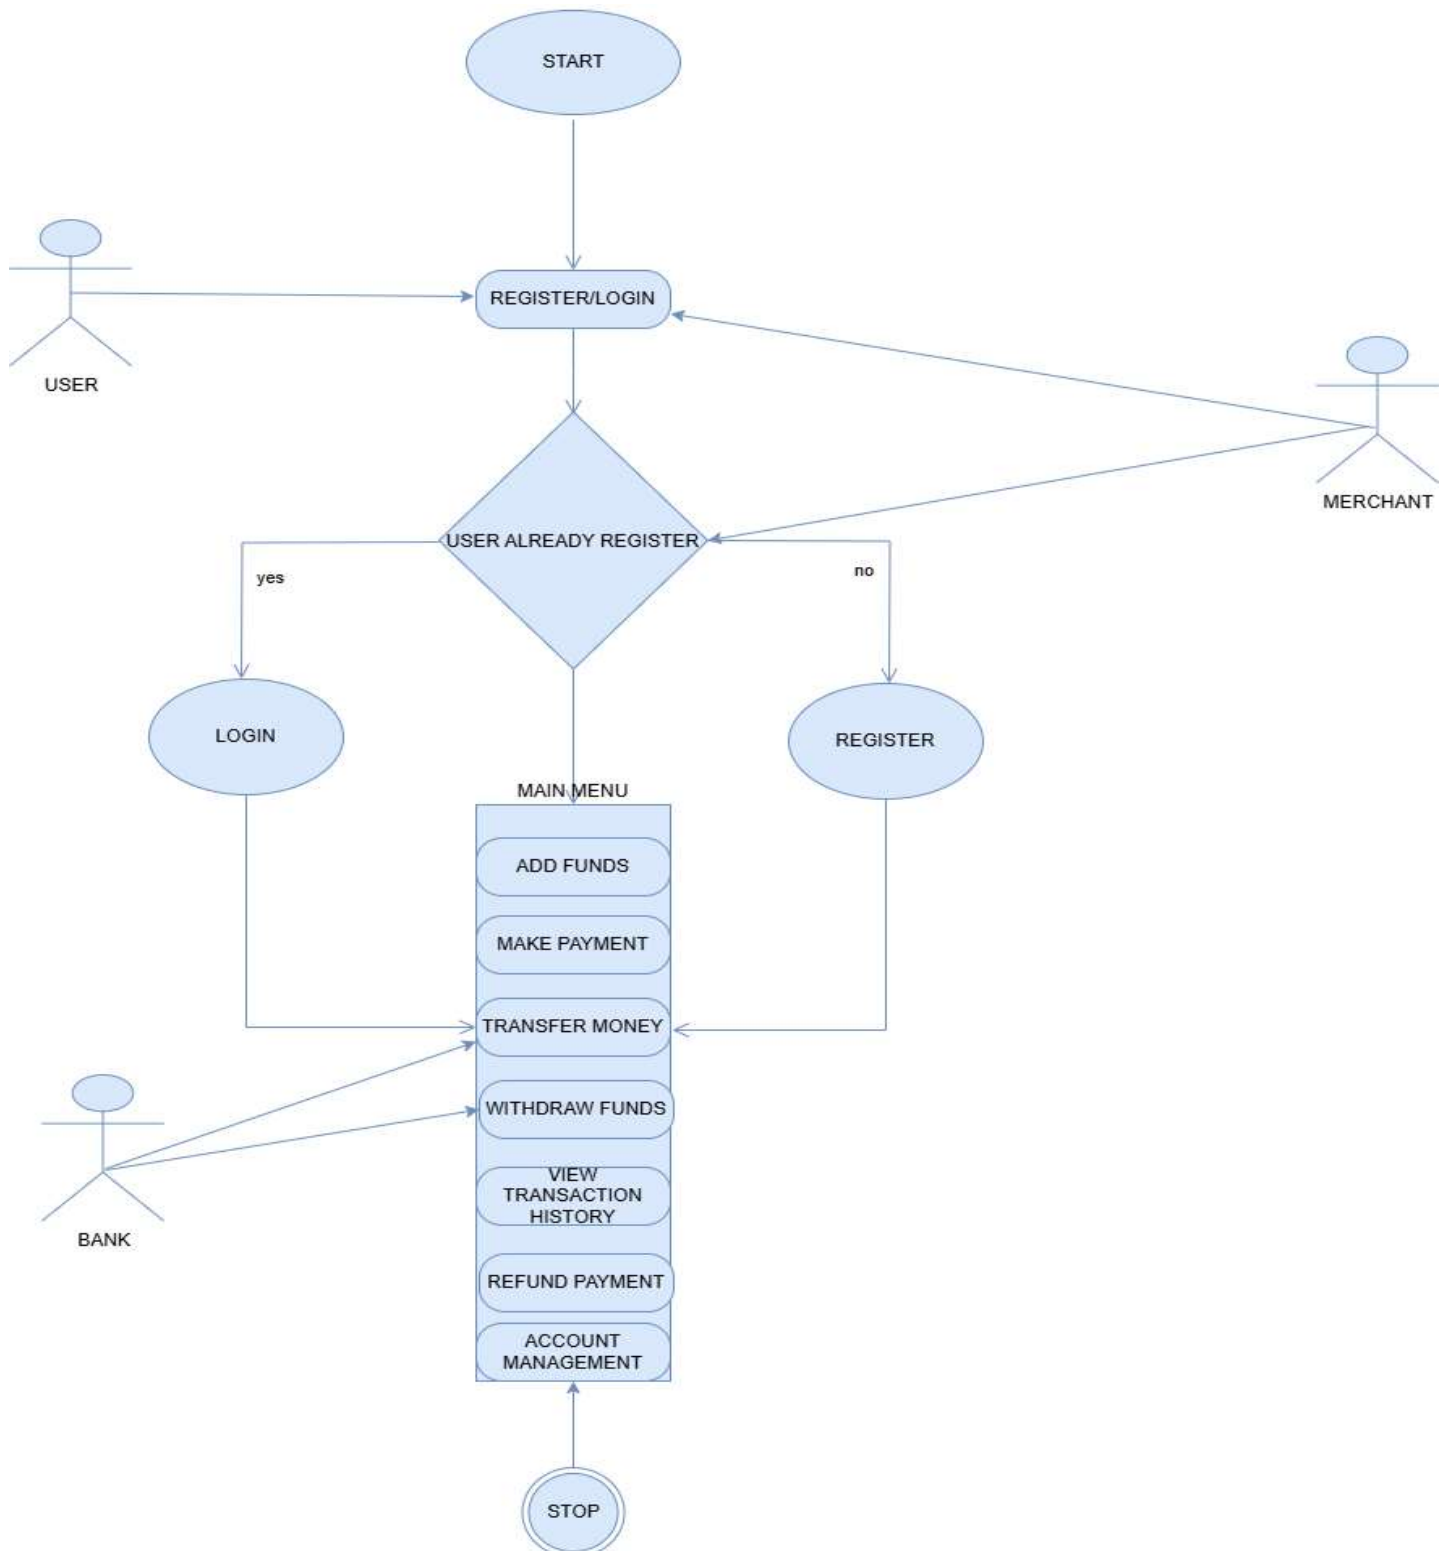 START
REGISTER/LOGIN
USER
MERCHANT
USER ALREADY REGISTER
yes
no
LOGIN
REGISTER
MAIN MENU
ADD FUNDS
MAKE PAYMENT
TRANSFER MONEY
WITHDRAW FUNDS
VIEW
TRANSACTION
HISTORY
BANK
REFUND PAYMENT
ACCOUNT
MANAGEMENT
STOP